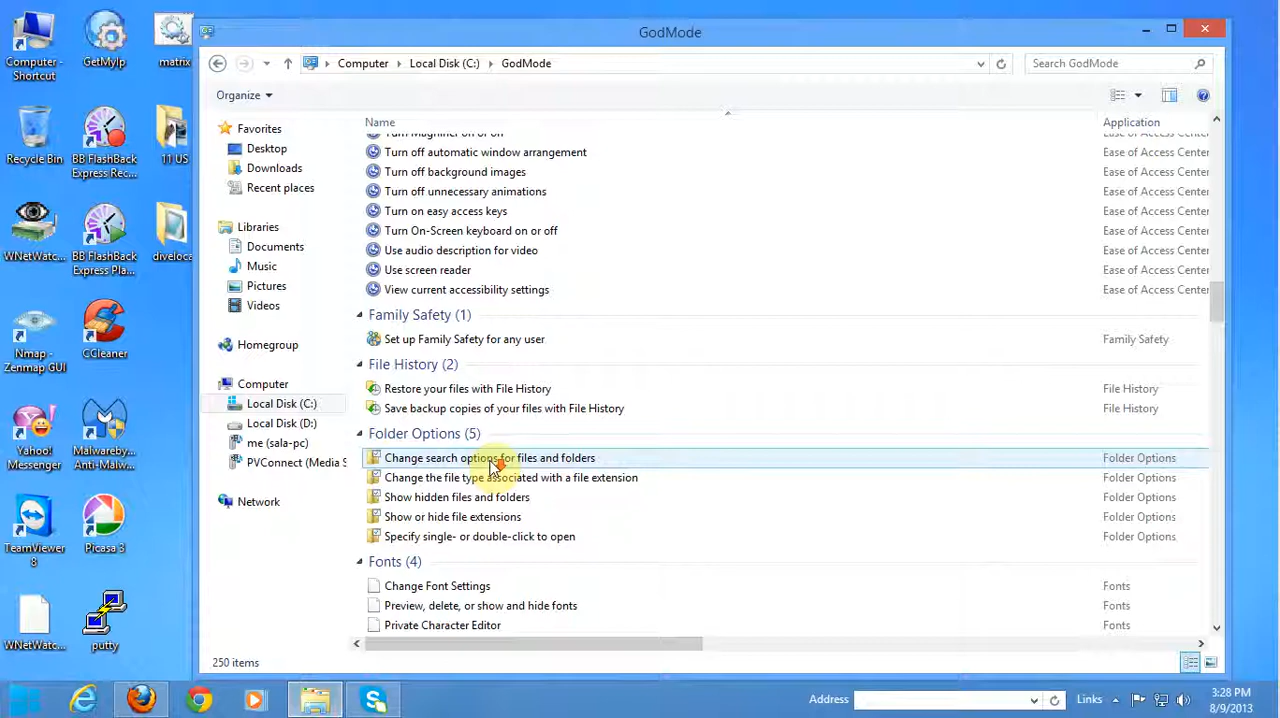 Computer - Shortcut
GetMyIp
matrix
Recycle Bin
BB FlashBack Express Rec...
11 US
WNetWatc...
BB FlashBack Express Pla...
diveloca
Nmap - Zenmap GUI
CCleaner
Yahoo! Messenger
Malwareby... Anti-Malw...
TeamViewer 8
Picasa 3
WNetWatc...
putty
GodMode
Computer
Local Disk (C:)
GodMode
Search GodMode
Organize
Favorites
Desktop
Downloads
Recent places
Libraries
Documents
Music
Pictures
Videos
Homegroup
Computer
Local Disk (C:)
Local Disk (D:)
me (sala-pc)
PVConnect (Media S
Network
Name
Application
Turn Magnifier on or off
Ease of Access Center
Turn off automatic window arrangement
Ease of Access Center
Turn off background images
Ease of Access Center
Turn off unnecessary animations
Ease of Access Center
Turn on easy access keys
Ease of Access Center
Turn On-Screen keyboard on or off
Ease of Access Center
Use audio description for video
Ease of Access Center
Use screen reader
Ease of Access Center
View current accessibility settings
Ease of Access Center
Family Safety (1)
Set up Family Safety for any user
Family Safety
File History (2)
Restore your files with File History
File History
Save backup copies of your files with File History
File History
Folder Options (5)
Change search options for files and folders
Folder Options
Change the file type associated with a file extension
Folder Options
Show hidden files and folders
Folder Options
Show or hide file extensions
Folder Options
Specify single- or double-click to open
Folder Options
Fonts (4)
Change Font Settings
Fonts
Preview, delete, or show and hide fonts
Fonts
Private Character Editor
Fonts
250 items
Address
Links
3:28 PM
8/9/2013